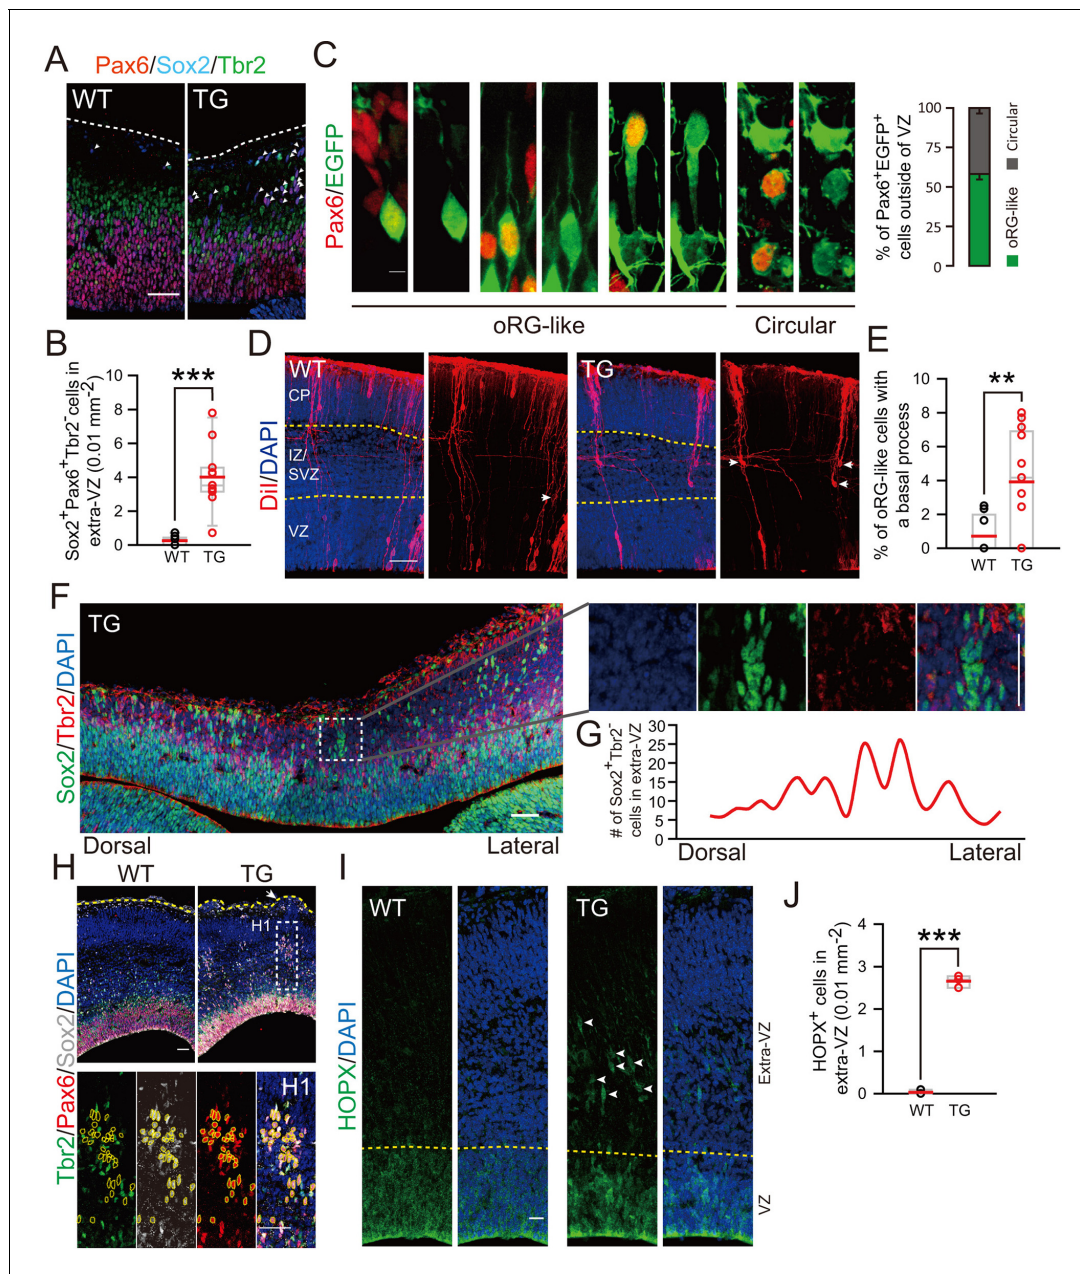 A
Pax6/Sox2/Tbr2
WT
TG
B
Sox2+Pax6+Tbr2- cells in
extra-VZ (0.01 mm-2)
10
8
6
4
2
0
***
WT
TG
C
Pax6/EGFP
oRG-like
Circular
% of Pax6+EGFP+
cells outside of VZ
100
75
50
25
0
oRG-like
Circular
D
DiI/DAPI
WT
CP
IZ/
SVZ
VZ
TG
E
% of oRG-like cells with
a basal process
10
8
6
4
2
0
**
WT
TG
F
Sox2/Tbr2/DAPI
TG
Dorsal
Lateral
G
# of Sox2+Tbr2-
cells in extra-VZ
30
25
20
15
10
5
0
Dorsal
Lateral
H
WT
TG
H1
Tbr2/Pax6/Sox2/DAPI
H1
I
HOPX/DAPI
WT
TG
Extra-VZ
VZ
J
HOPX+ cells in
extra-VZ (0.01 mm-2)
4
3
2
1
0
***
WT
TG